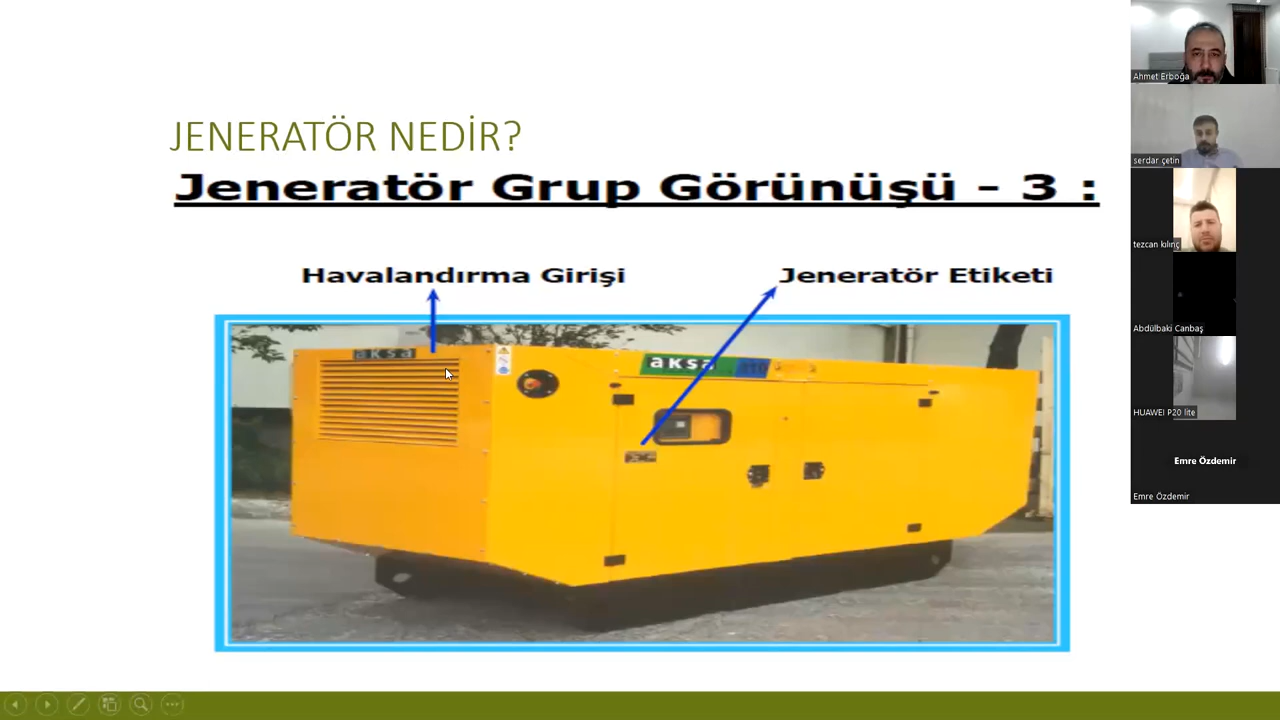 JENERATÖR NEDİR?
Jeneratör Grup Görünüşü - 3 :
Havalandırma Girişi
Jeneratör Etiketi
aksa
aksa
Ahmet Erboğa
serdar çetin
tezcan kılınç
Abdülbaki Canbaş
HUAWEI P20 lite
Emre Özdemir
Emre Özdemir